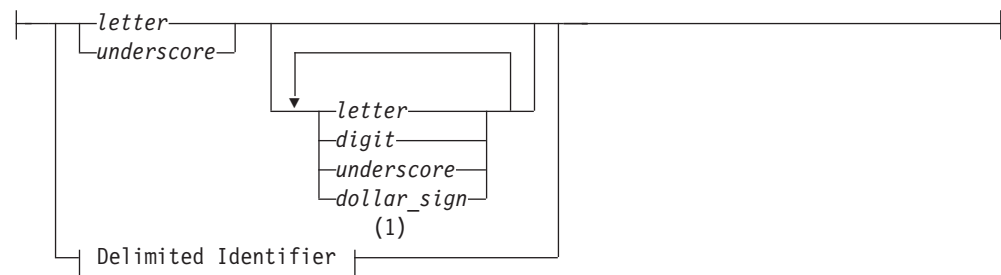 letter
underscore
letter
digit
underscore
dollar_sign
(1)
Delimited Identifier